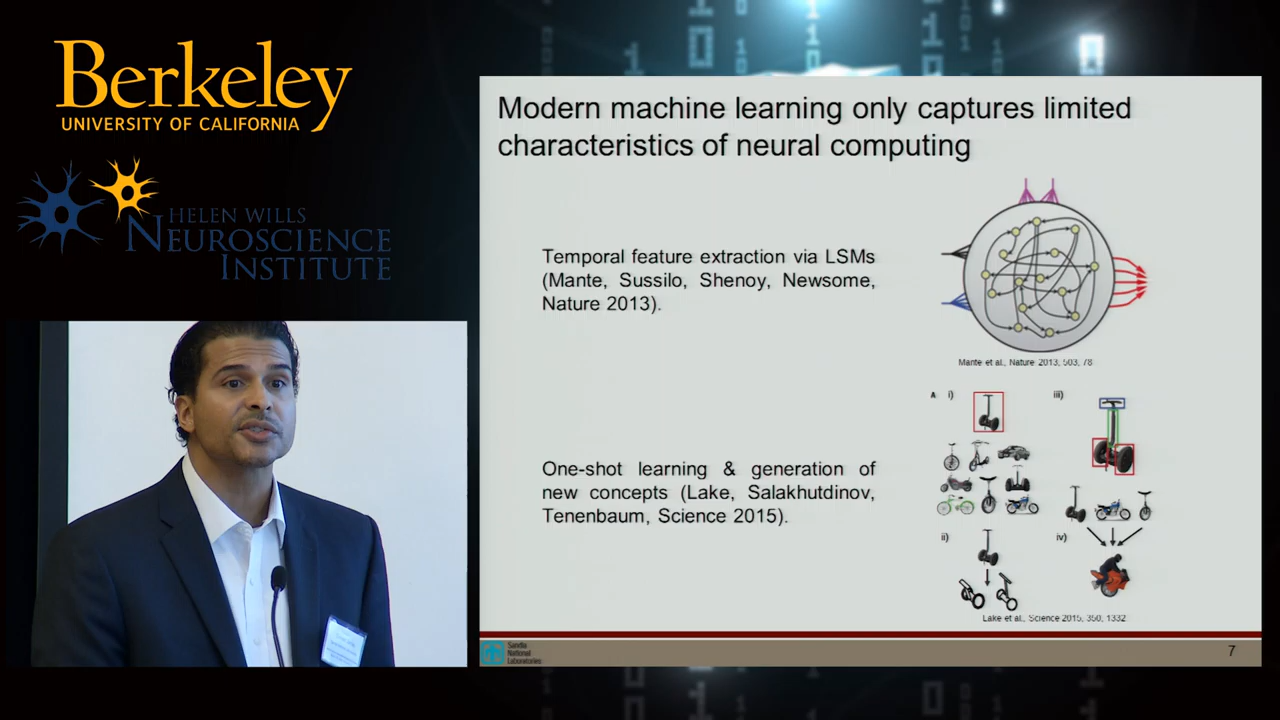 Berkeley
UNIVERSITY OF CALIFORNIA
HELEN WILLS
NEUROSCIENCE
INSTITUTE
Modern machine learning only captures limited
characteristics of neural computing
Temporal feature extraction via LSMs
(Mante, Sussilo, Shenoy, Newsome,
Nature 2013).
Mante et al., Nature 2013, 503, 78
A i)
iii)
One-shot learning & generation of
new concepts (Lake, Salakhutdinov,
Tenenbaum, Science 2015).
ii)
iv)
Lake et al., Science 2015, 350, 1332
Sandia
National
Laboratories
7